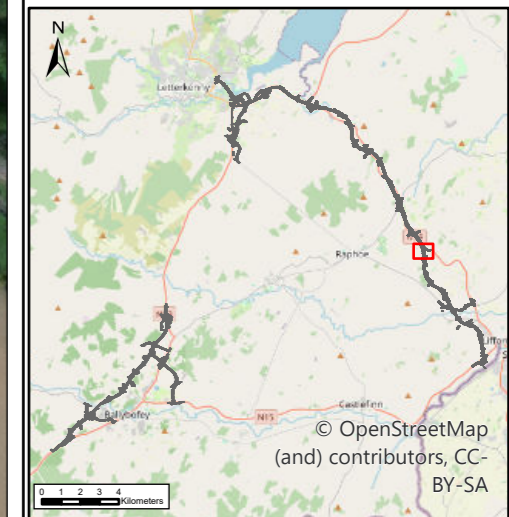 N
Letterkenny
Raphoe
Lifford
Ballybofey
Castlefinn
N15
© OpenStreetMap
(and) contributors, CC-
BY-SA
0 1 2 3 4
Kilometers